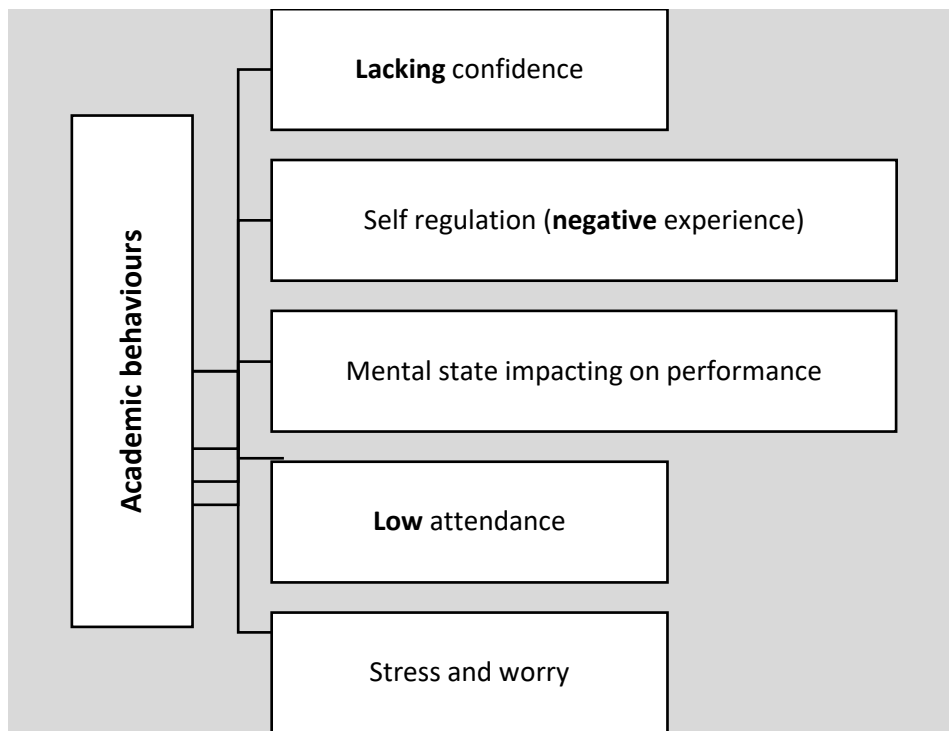 Academic behaviours
Lacking confidence
Self regulation (negative experience)
Mental state impacting on performance
Low attendance
Stress and worry